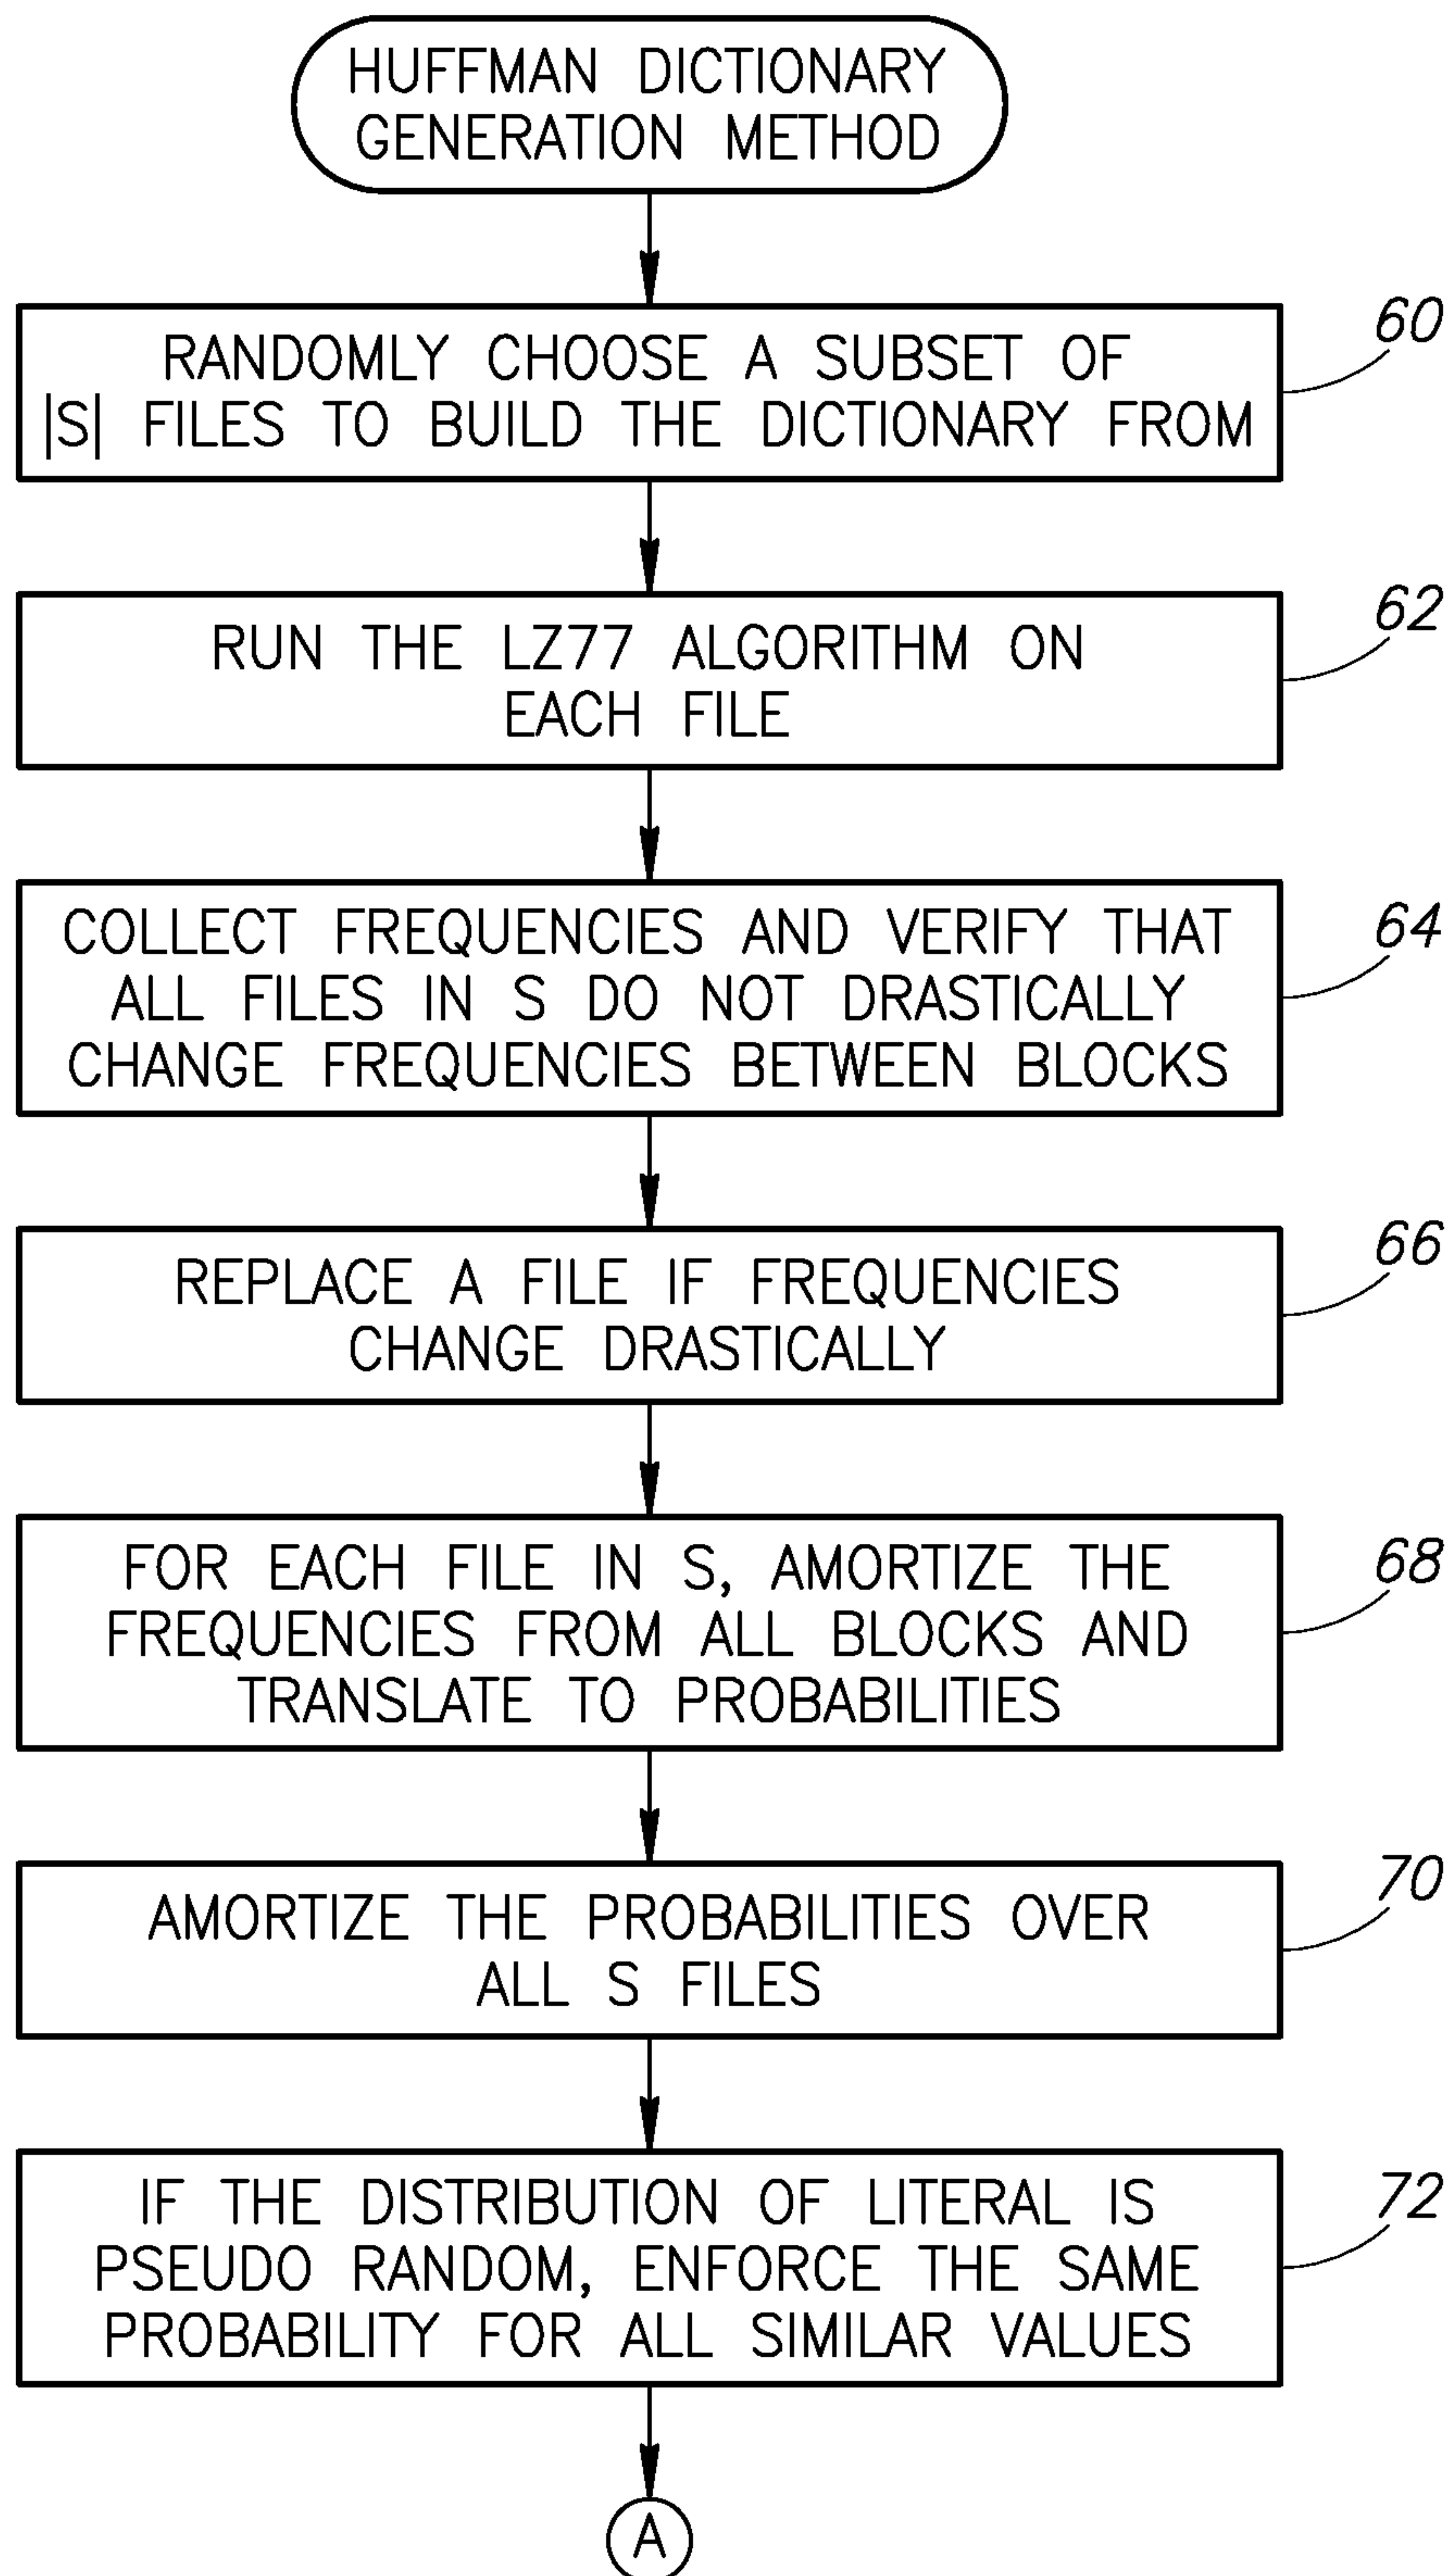 HUFFMAN DICTIONARY
GENERATION METHOD
RANDOMLY CHOOSE A SUBSET OF
|S| FILES TO BUILD THE DICTIONARY FROM
60
RUN THE LZ77 ALGORITHM ON
EACH FILE
62
COLLECT FREQUENCIES AND VERIFY THAT
ALL FILES IN S DO NOT DRASTICALLY
CHANGE FREQUENCIES BETWEEN BLOCKS
64
REPLACE A FILE IF FREQUENCIES
CHANGE DRASTICALLY
66
FOR EACH FILE IN S, AMORTIZE THE
FREQUENCIES FROM ALL BLOCKS AND
TRANSLATE TO PROBABILITIES
68
AMORTIZE THE PROBABILITIES OVER
ALL S FILES
70
IF THE DISTRIBUTION OF LITERAL IS
PSEUDO RANDOM, ENFORCE THE SAME
PROBABILITY FOR ALL SIMILAR VALUES
72
A